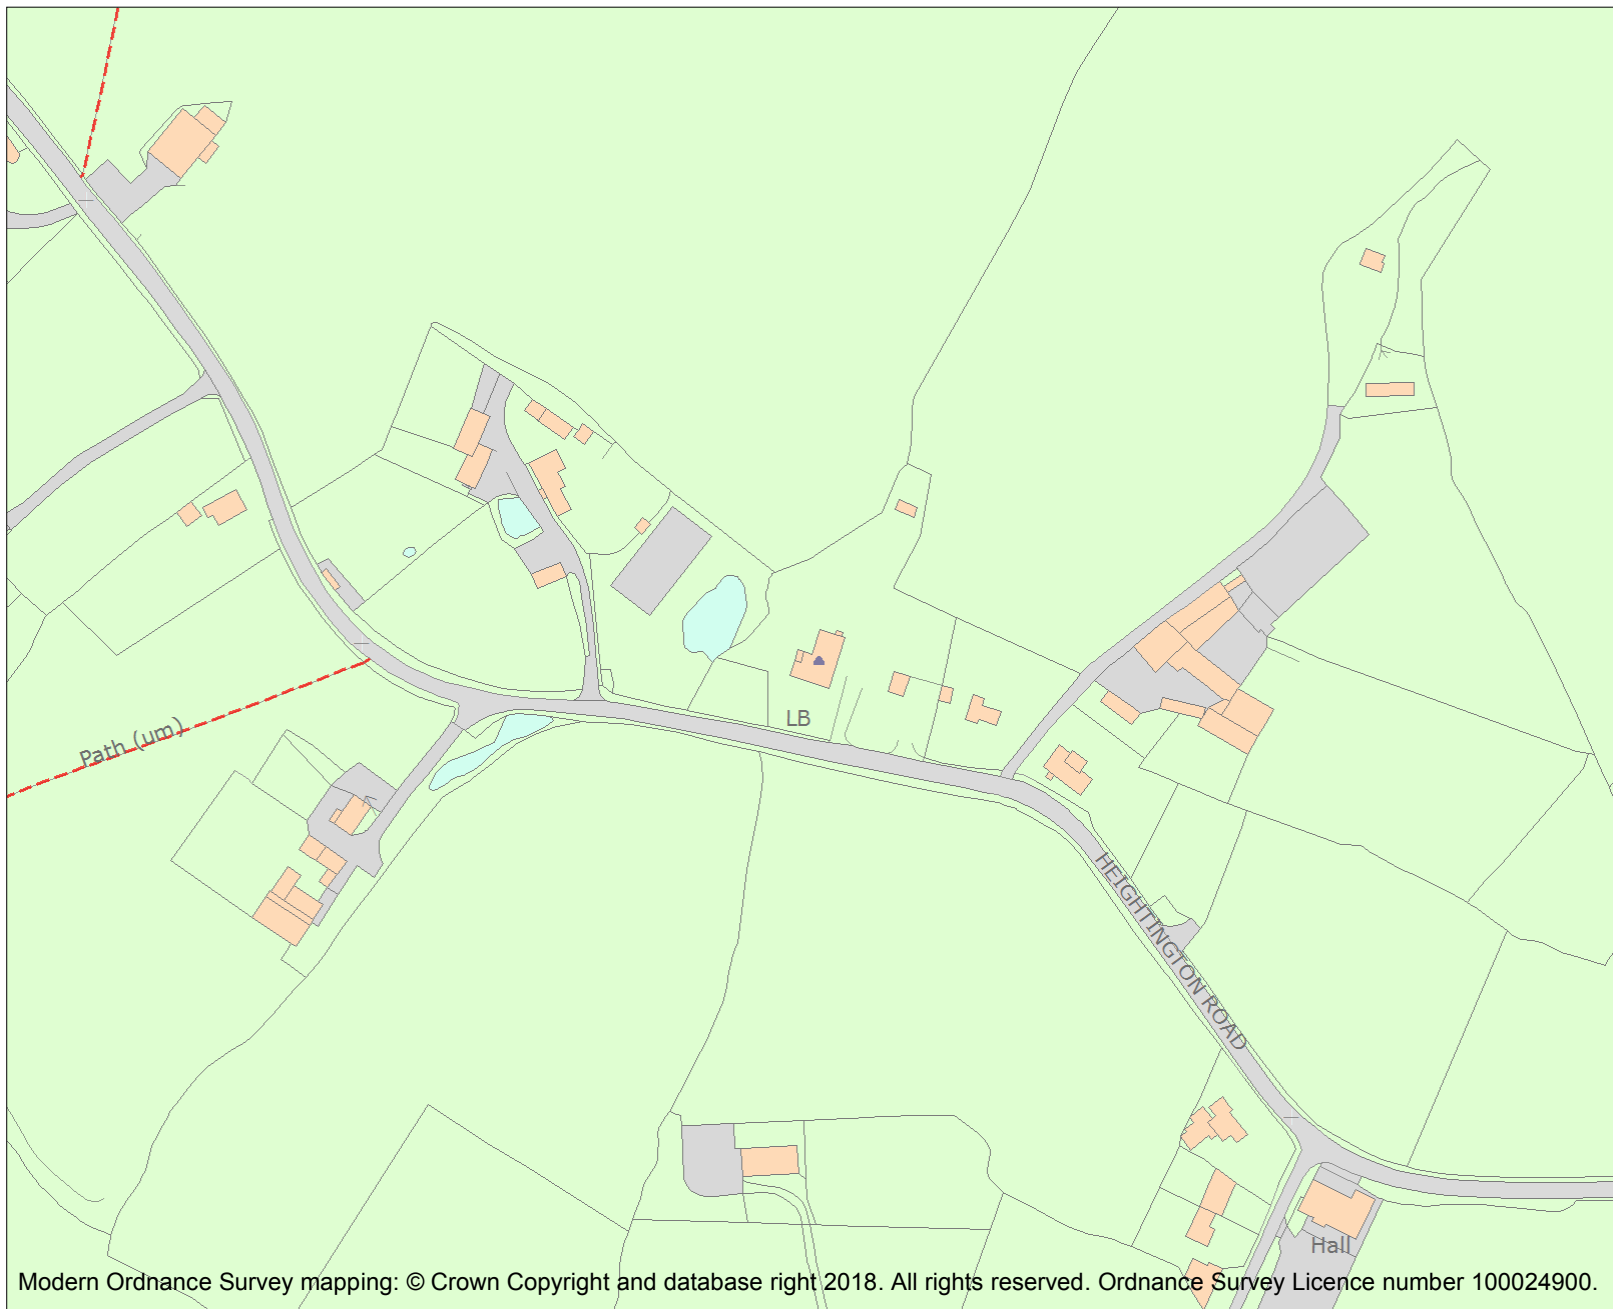 Path (um)
LB
HEIGHTINGTON ROAD
Hall
Modern Ordnance Survey mapping: © Crown Copyright and database right 2018. All rights reserved. Ordnance Survey Licence number 100024900.